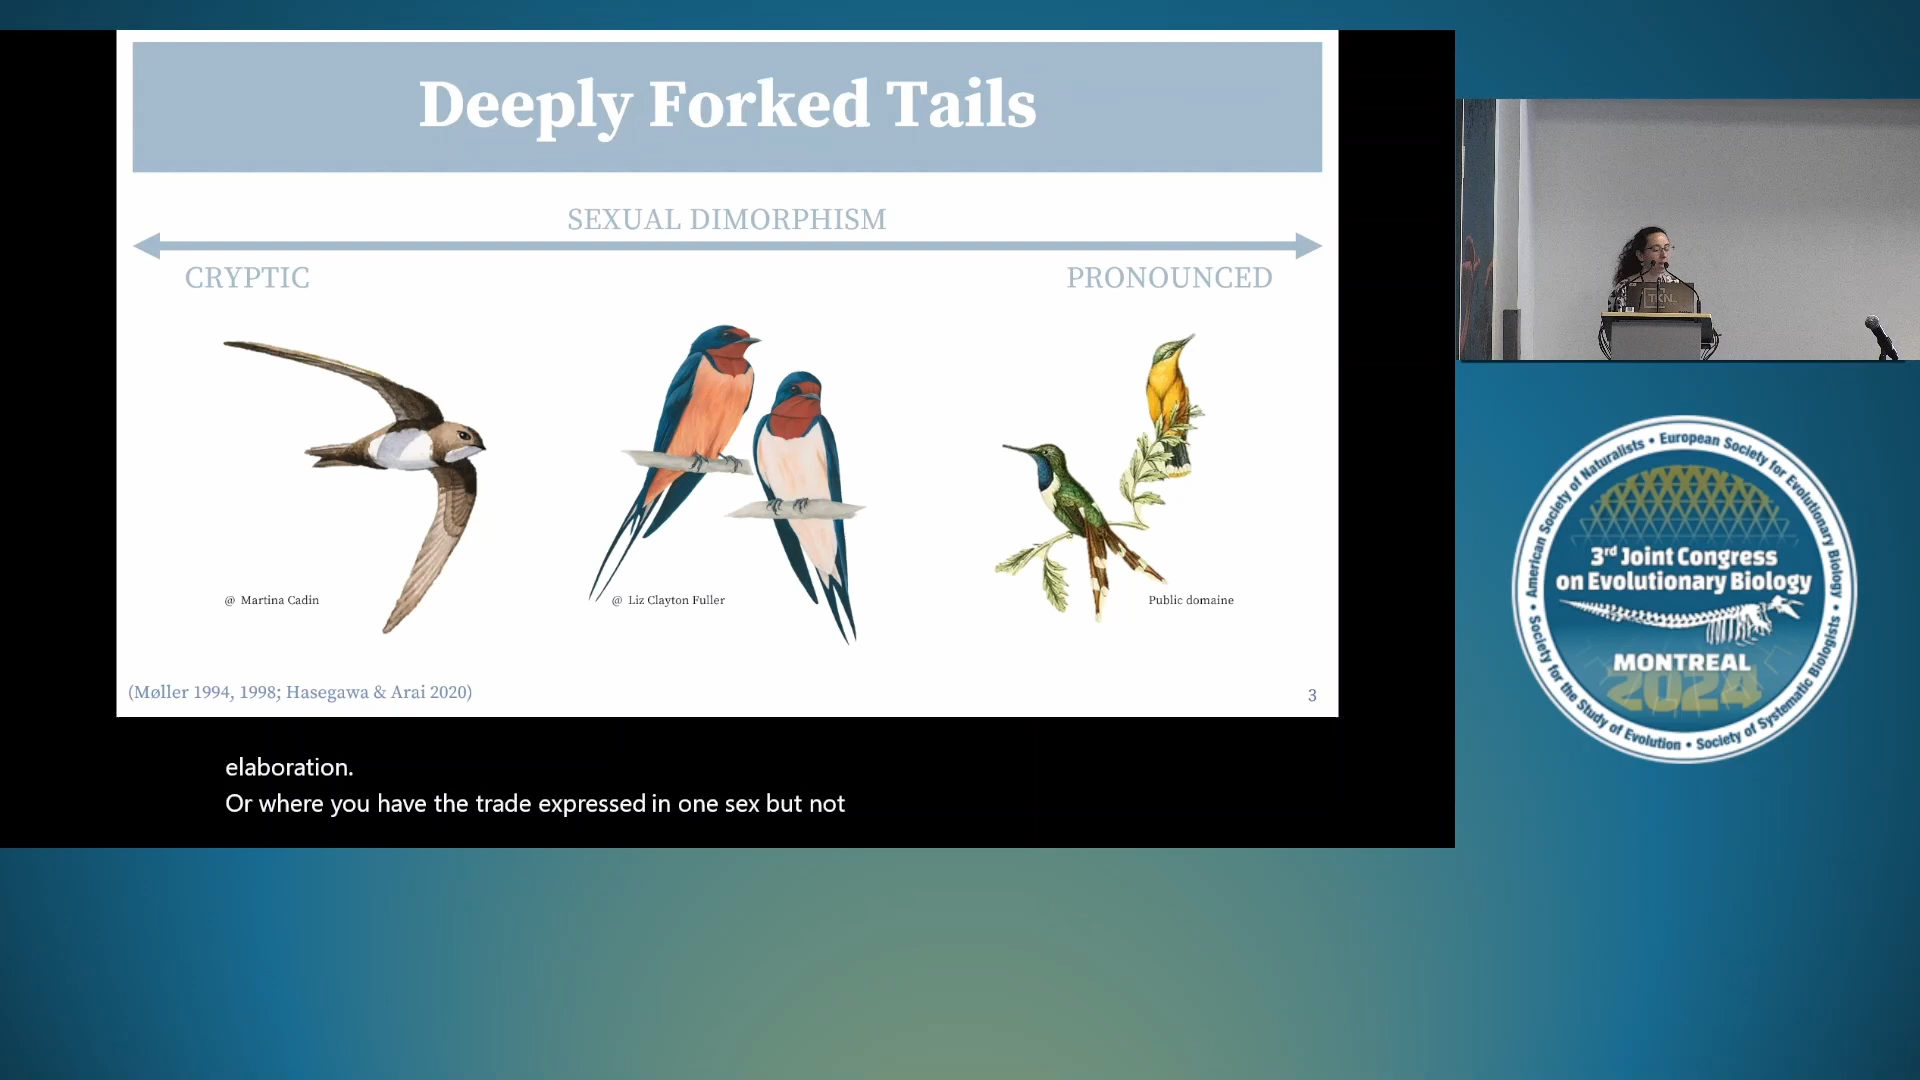 Deeply Forked Tails
SEXUAL DIMORPHISM
CRYPTIC
PRONOUNCED
@ Martina Cadin
@ Liz Clayton Fuller
Public domaine
(Møller 1994, 1998; Hasegawa & Arai 2020)
3
elaboration.
Or where you have the trade expressed in one sex but not
American Society of Naturalists • European Society for Evolutionary Biology •
Society for the Study of Evolution • Society of Systematic Biologists •
3rd Joint Congress
on Evolutionary Biology
MONTREAL
2024